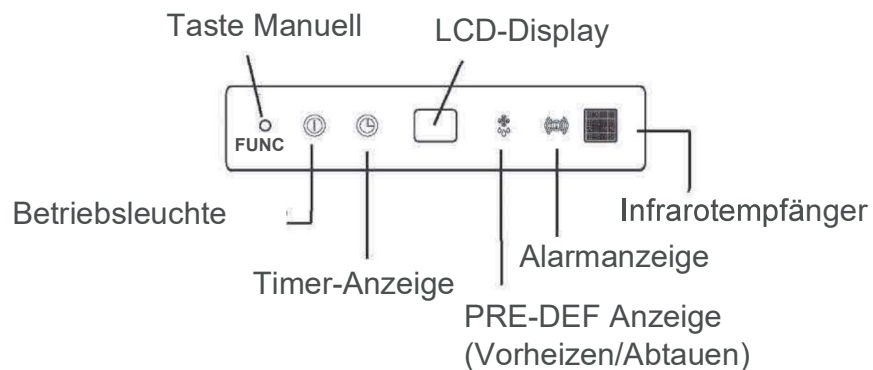 Taste Manuell
LCD-Display
FUNC
Betriebsleuchte
Infrarotempfänger
Alarmanzeige
Timer-Anzeige
PRE-DEF Anzeige
(Vorheizen/Abtauen)